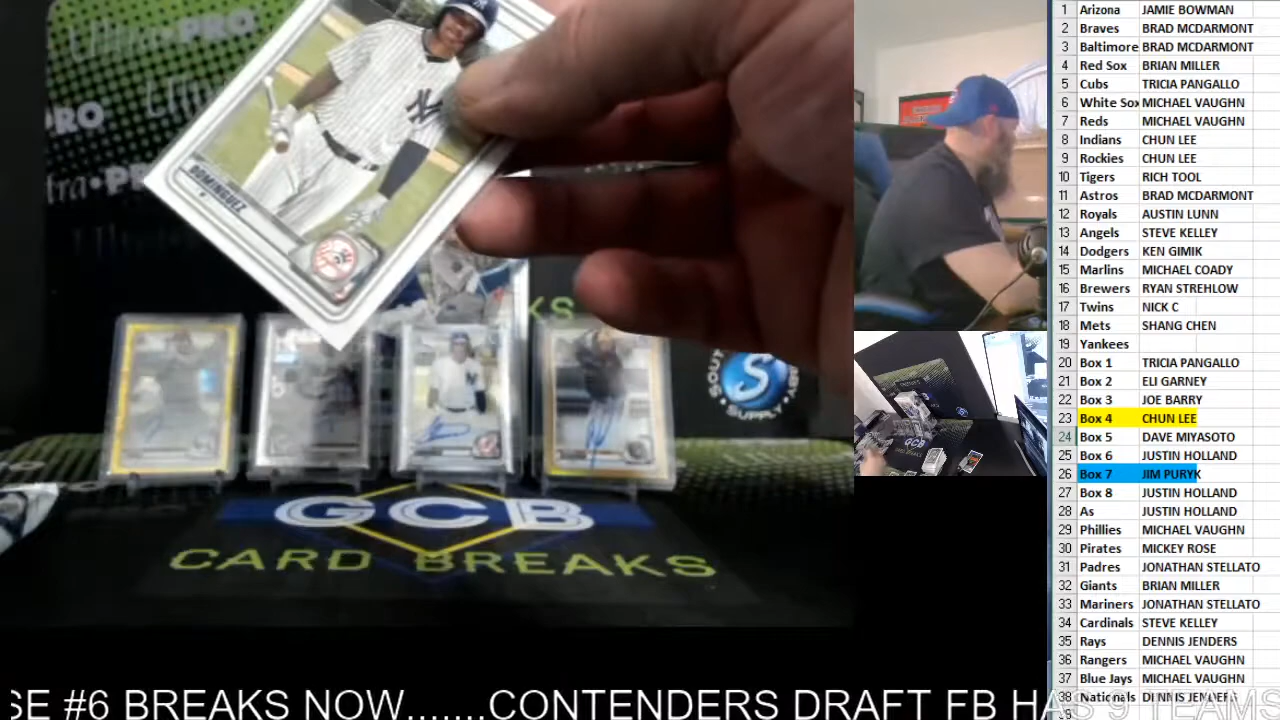 PRO
DOMINGUEZ
NY
14
KS
SOUT
BBY
SUPPLY
S
GCB
CARD BREAKS
GCB
1 Arizona JAMIE BOWMAN
2 Braves BRAD MCDARMONT
3 Baltimore BRAD MCDARMONT
4 Red Sox BRIAN MILLER
5 Cubs TRICIA PANGALLO
6 White Sox MICHAEL VAUGHN
7 Reds MICHAEL VAUGHN
8 Indians CHUN LEE
9 Rockies CHUN LEE
10 Tigers RICH TOOL
11 Astros BRAD MCDARMONT
12 Royals AUSTIN LUNN
13 Angels STEVE KELLEY
14 Dodgers KEN GIMIK
15 Marlins MICHAEL COADY
16 Brewers RYAN STREHLOW
17 Twins NICK C
18 Mets SHANG CHEN
19 Yankees
20 Box 1 TRICIA PANGALLO
21 Box 2 ELI GARNEY
22 Box 3 JOE BARRY
23 Box 4 CHUN LEE
24 Box 5 DAVE MIYASOTO
25 Box 6 JUSTIN HOLLAND
26 Box 7 JIM PURYK
27 Box 8 JUSTIN HOLLAND
28 As JUSTIN HOLLAND
29 Phillies MICHAEL VAUGHN
30 Pirates MICKEY ROSE
31 Padres JONATHAN STELLATO
32 Giants BRIAN MILLER
33 Mariners JONATHAN STELLATO
34 Cardinals STEVE KELLEY
35 Rays DENNIS JENDERS
36 Rangers MICHAEL VAUGHN
37 Blue Jays MICHAEL VAUGHN
38 Nationals DENNIS JENDERS
SE #6 BREAKS NOW.......CONTENDERS DRAFT FB HAS 9 TEAMS